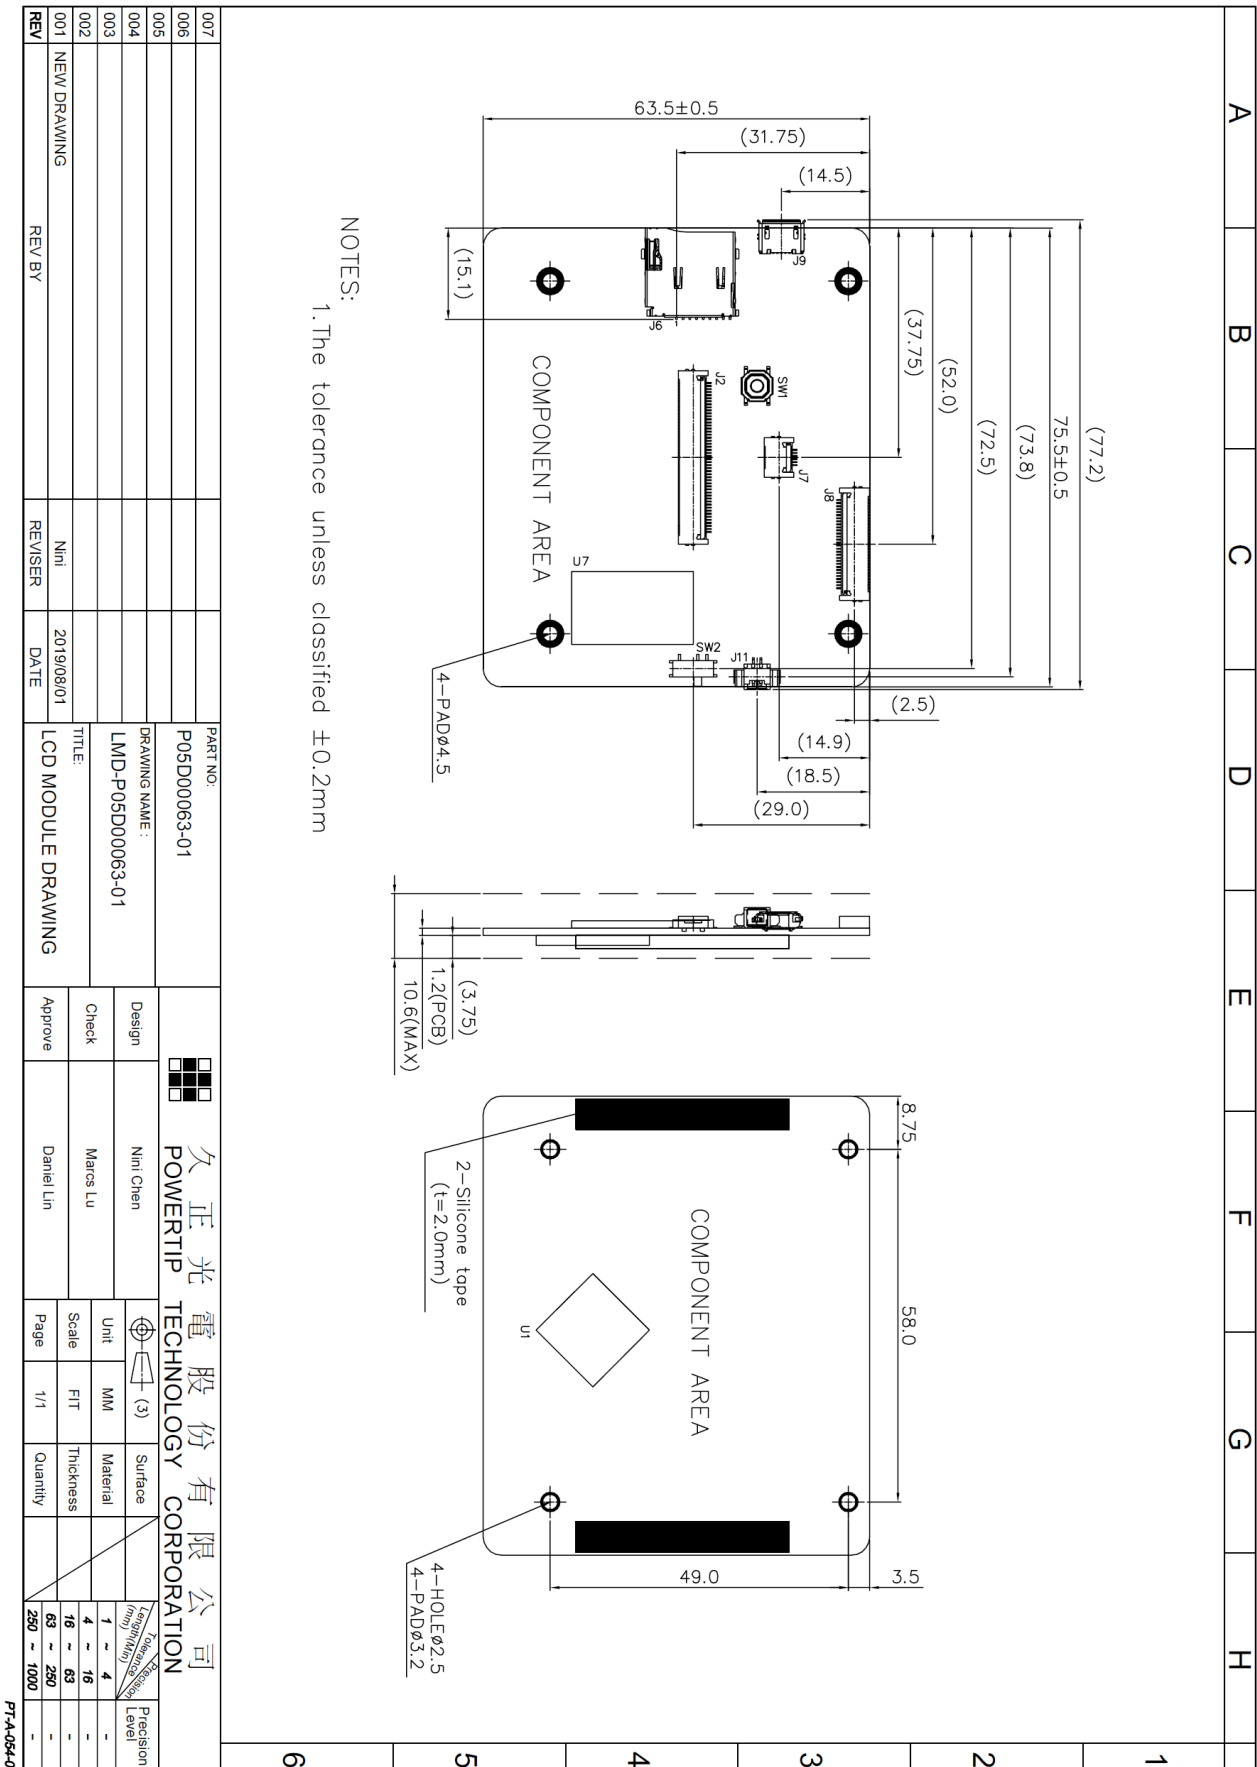 A
B
C
D
E
F
G
H
1
2
3
4
5
6
63.5±0.5
(31.75)
(14.5)
(77.2)
75.5±0.5
(73.8)
(72.5)
(52.0)
(37.75)
(15.1)
J9
J6
SW1
J2
J7
J8
COMPONENT AREA
U7
SW2
J11
4-PADø4.5
(2.5)
(14.9)
(18.5)
(29.0)
NOTES:
1.The tolerance unless classified ±0.2mm
(3.75)
1.2(PCB)
10.6(MAX)
8.75
58.0
COMPONENT AREA
U1
2-Silicone tape
(t=2.0mm)
49.0
3.5
4-HOLEø2.5
4-PADø3.2
007
006
005
004
003
002
001 NEW DRAWING Nini 2019/08/01
REV REV BY REVISER DATE
PART NO:
P05D00063-01
DRAWING NAME :
LMD-P05D00063-01
TITLE:
LCD MODULE DRAWING
久正光電股份有限公司
POWERTIP TECHNOLOGY CORPORATION
Design Nini Chen
Check Marcs Lu
Approve Daniel Lin
(3) Surface
Unit MM Material
Scale FIT Thickness
Page 1/1 Quantity
Tolerance Precision
Length(Min)
(mm)
Precision
Level
1 ~ 4 -
4 ~ 16 -
16 ~ 63 -
63 ~ 250 -
250 ~ 1000 -